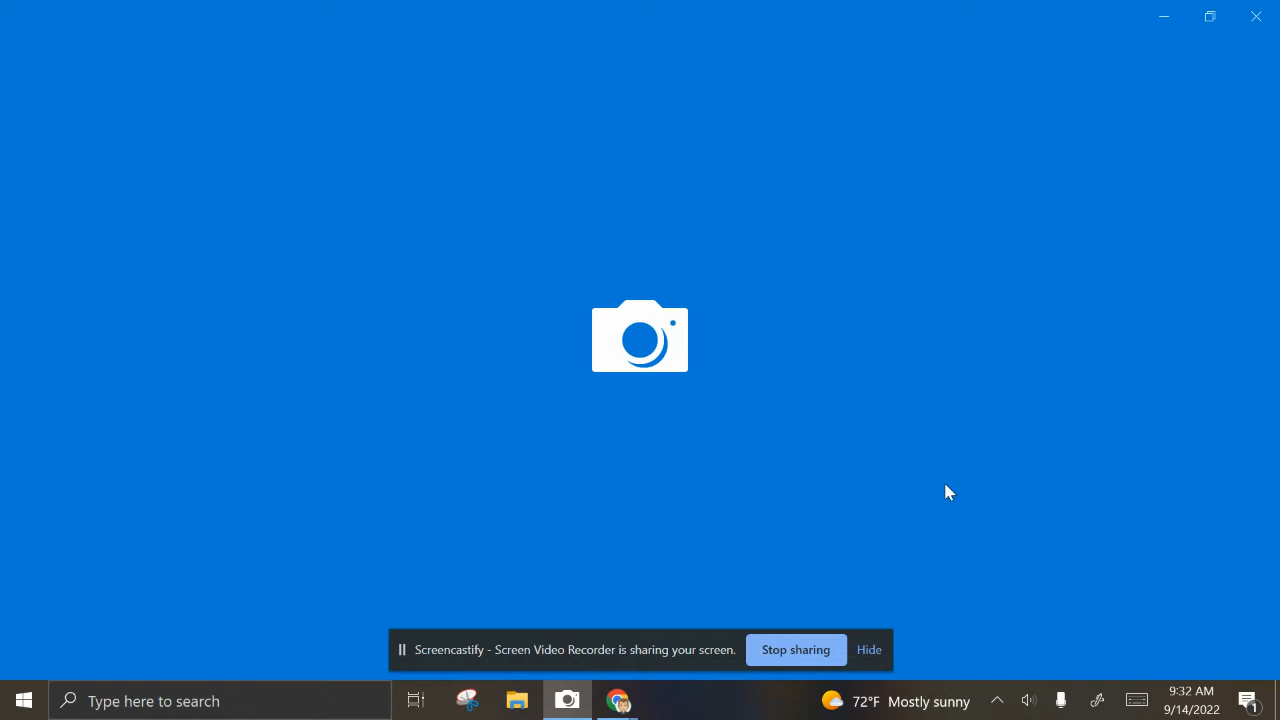 Screencastify - Screen Video Recorder is sharing your screen. Stop sharing Hide
Type here to search
72°F Mostly sunny
9:32 AM
9/14/2022
1